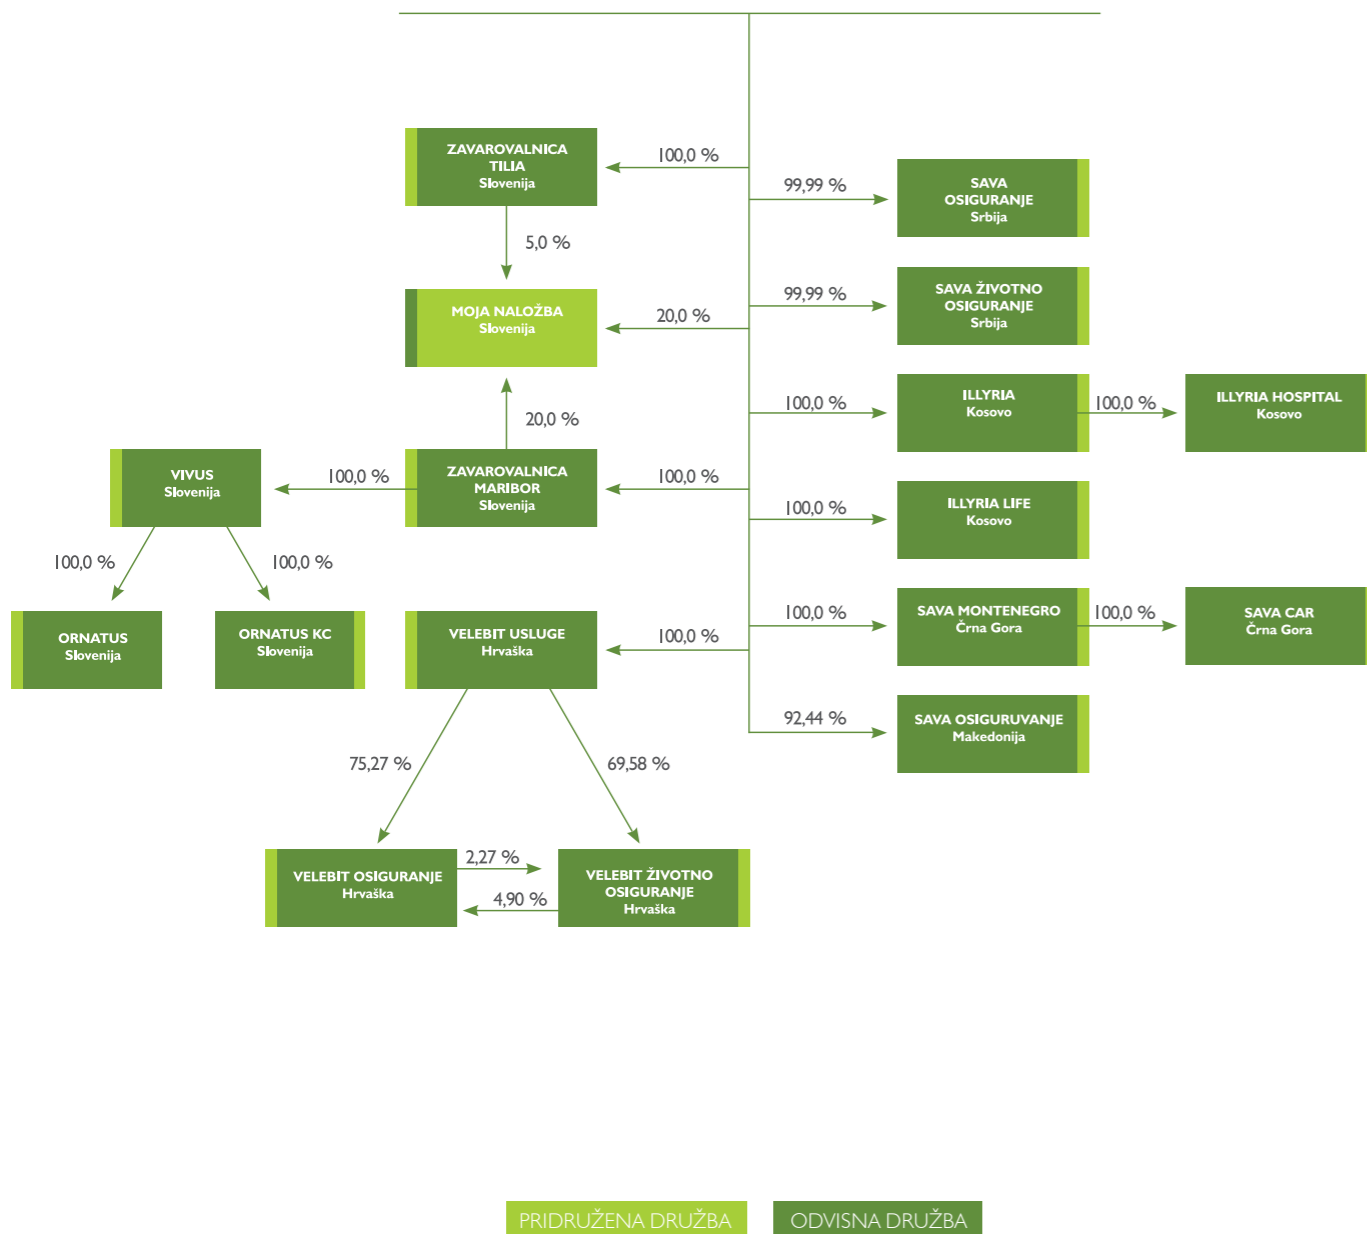 ZAVAROVALNICA
TILIA
Slovenija
100,0 %
99,99 %
SAVA
OSIGURANJE
Srbija
5,0 %
MOJA NALOŽBA
Slovenija
20,0 %
99,99 %
SAVA ŽIVOTNO
OSIGURANJE
Srbija
100,0 %
ILLYRIA
Kosovo
100,0 %
ILLYRIA HOSPITAL
Kosovo
20,0 %
VIVUS
Slovenija
100,0 %
ZAVAROVALNICA
MARIBOR
Slovenija
100,0 %
100,0 %
ILLYRIA LIFE
Kosovo
100,0 %
100,0 %
ORNATUS
Slovenija
ORNATUS KC
Slovenija
VELEBIT USLUGE
Hrvaška
100,0 %
100,0 %
SAVA MONTENEGRO
Črna Gora
100,0 %
SAVA CAR
Črna Gora
92,44 %
SAVA OSIGURUVANJE
Makedonija
75,27 %
69,58 %
VELEBIT OSIGURANJE
Hrvaška
2,27 %
4,90 %
VELEBIT ŽIVOTNO
OSIGURANJE
Hrvaška
PRIDRUŽENA DRUŽBA
ODVISNA DRUŽBA